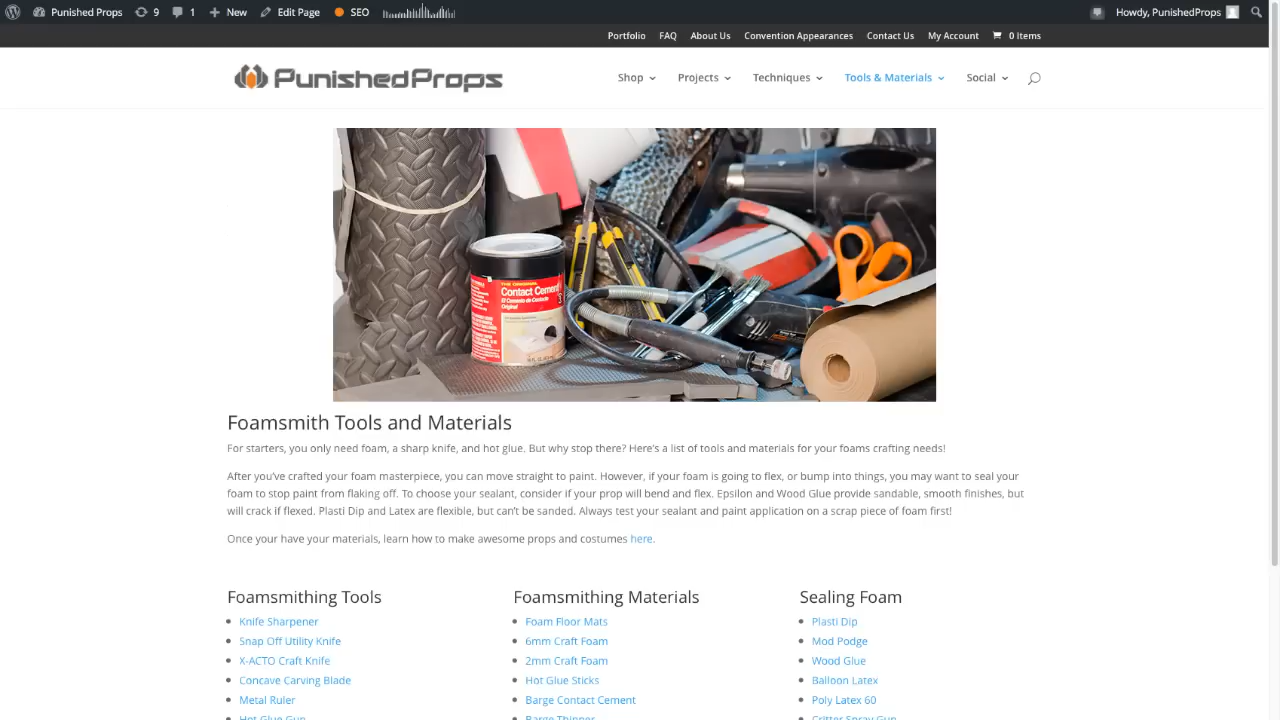 Punished Props 9 1 New Edit Page SEO Howdy, PunishedProps
Portfolio FAQ About Us Convention Appearances Contact Us My Account 0 Items
PunishedProps Shop Projects Techniques Tools & Materials Social
Contact Cement
Foamsmith Tools and Materials
For starters, you only need foam, a sharp knife, and hot glue. But why stop there? Here's a list of tools and materials for your foams crafting needs!
After you've crafted your foam masterpiece, you can move straight to paint. However, if your foam is going to flex, or bump into things, you may want to seal your
foam to stop paint from flaking off. To choose your sealant, consider if your prop will bend and flex. Epsilon and Wood Glue provide sandable, smooth finishes, but
will crack if flexed. Plasti Dip and Latex are flexible, but can't be sanded. Always test your sealant and paint application on a scrap piece of foam first!
Once your have your materials, learn how to make awesome props and costumes here.
Foamsmithing Tools
Knife Sharpener
Snap Off Utility Knife
X-ACTO Craft Knife
Concave Carving Blade
Metal Ruler
Hot Glue Gun
Foamsmithing Materials
Foam Floor Mats
6mm Craft Foam
2mm Craft Foam
Hot Glue Sticks
Barge Contact Cement
Barge Thinner
Sealing Foam
Plasti Dip
Mod Podge
Wood Glue
Balloon Latex
Poly Latex 60
Critter Spray Gun